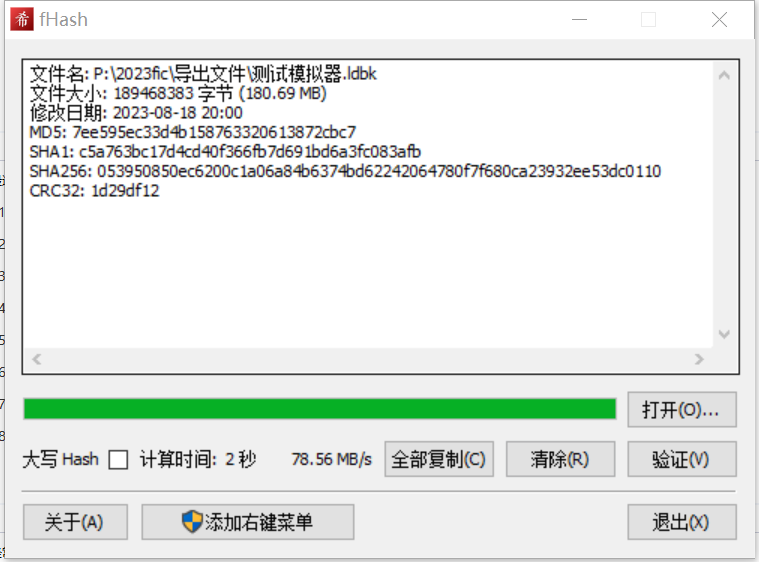 希 fHash
文件名: P:\2023fic\导出文件\测试模拟器.ldbk
文件大小: 189468383 字节 (180.69 MB)
修改日期: 2023-08-18 20:00
MD5: 7ee595ec33d4b158763320613872cbc7
SHA1: c5a763bc17d4cd40f366fb7d691bd6a3fc083afb
SHA256: 053950850ec6200c1a06a84b6374bd62242064780f7f680ca23932ee53dc0110
CRC32: 1d29df12
打开(O)...
大写 Hash 计算时间: 2 秒 78.56 MB/s 全部复制(C) 清除(R) 验证(V)
关于(A) 添加右键菜单 退出(X)